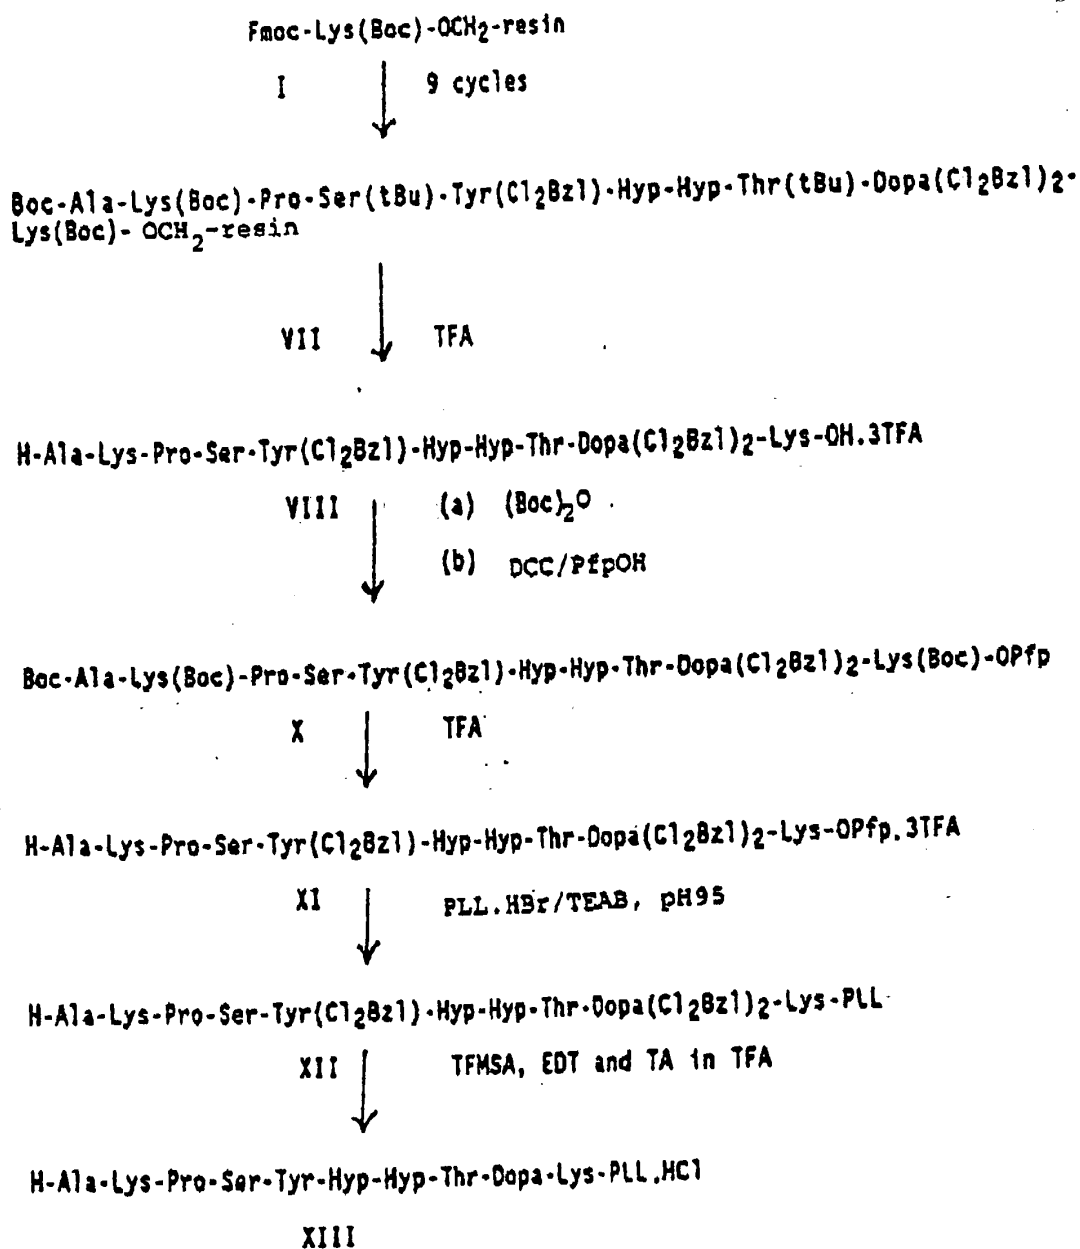 Fmoc-Lys(Boc)-OCH2-resin
I 9 cycles
Boc-Ala-Lys(Boc)-Pro-Ser(tBu)-Tyr(Cl2Bzl)-Hyp-Hyp-Thr(tBu)-Dopa(Cl2Bzl)2-
Lys(Boc)- OCH2-resin
VII TFA
H-Ala-Lys-Pro-Ser-Tyr(Cl2Bzl)-Hyp-Hyp-Thr-Dopa(Cl2Bzl)2-Lys-OH.3TFA
VIII (a) (Boc)2O
(b) DCC/PfpOH
Boc-Ala-Lys(Boc)-Pro-Ser-Tyr(Cl2Bzl)-Hyp-Hyp-Thr-Dopa(Cl2Bzl)2-Lys(Boc)-OPfp
X TFA
H-Ala-Lys-Pro-Ser-Tyr(Cl2Bzl)-Hyp-Hyp-Thr-Dopa(Cl2Bzl)2-Lys-OPfp.3TFA
XI PLL.HBr/TEAB, pH95
H-Ala-Lys-Pro-Ser-Tyr(Cl2Bzl)-Hyp-Hyp-Thr-Dopa(Cl2Bzl)2-Lys-PLL
XII TFMSA, EDT and TA in TFA
H-Ala-Lys-Pro-Ser-Tyr-Hyp-Hyp-Thr-Dopa-Lys-PLL.HCl
XIII